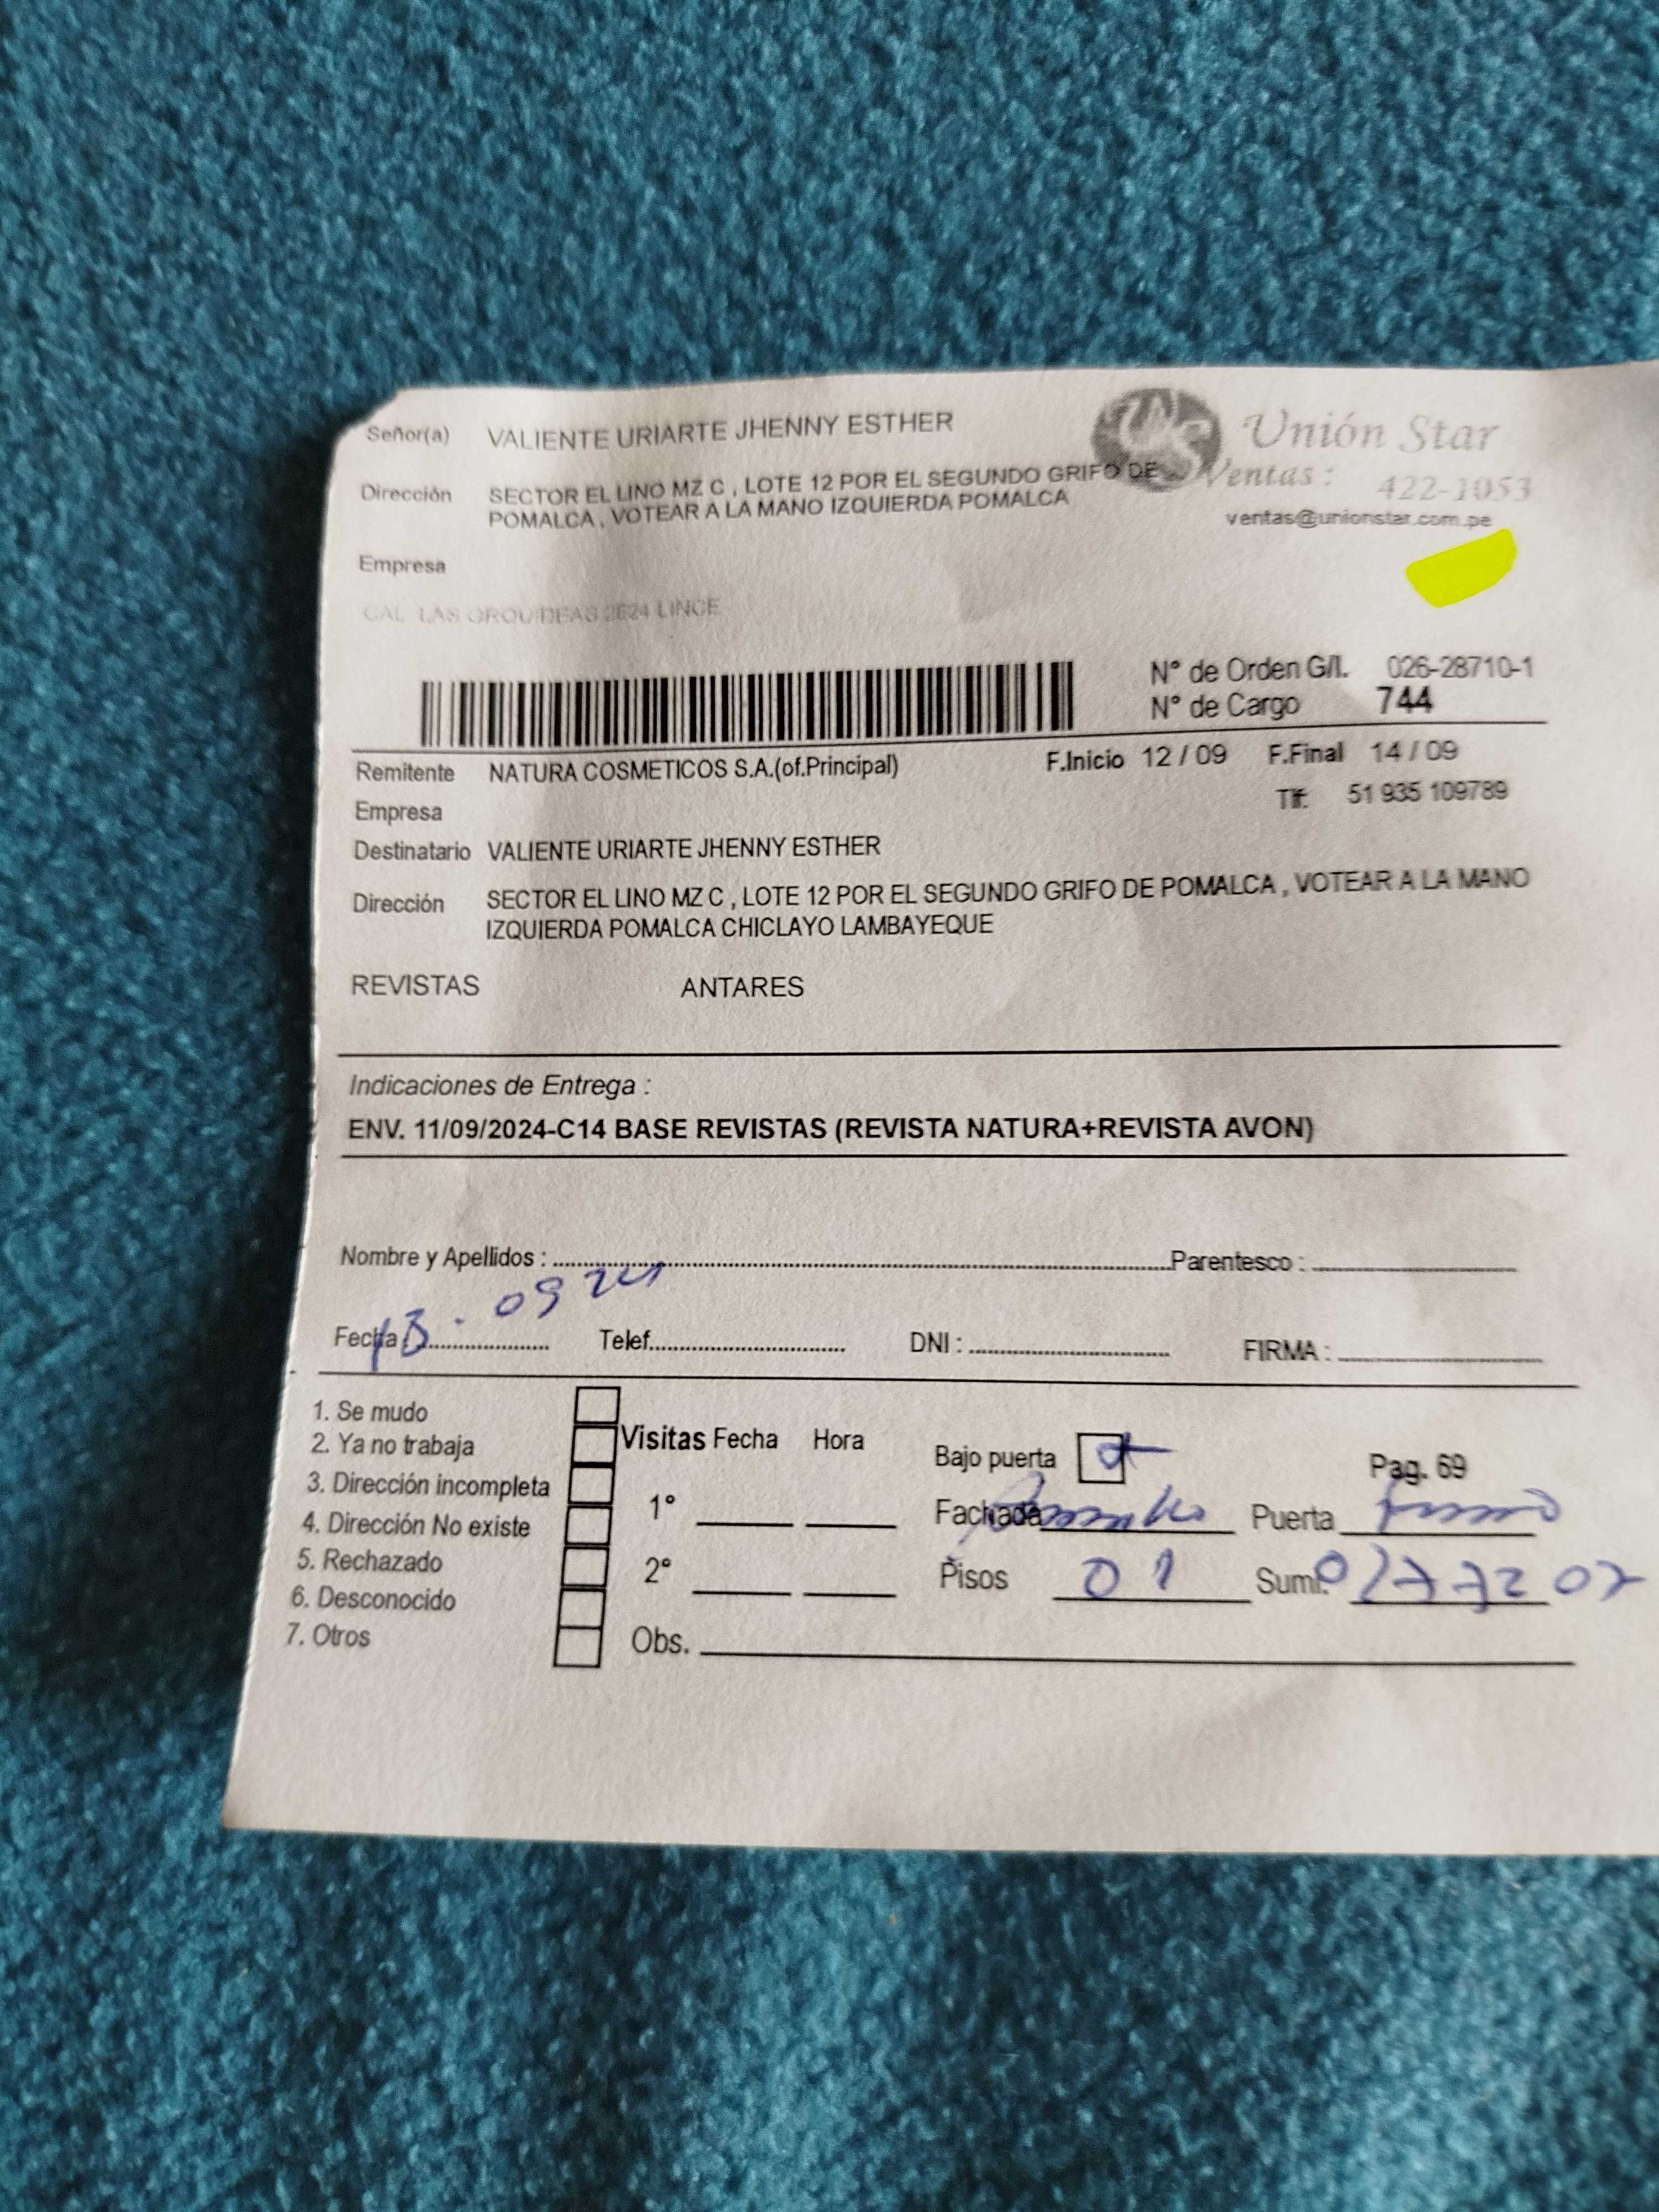 Señor(a) VALIENTE URIARTE JHENNY ESTHER
Unión Star
Dirección SECTOR EL LINO MZ C , LOTE 12 POR EL SEGUNDO GRIFO DE
POMALCA , VOTEAR A LA MANO IZQUIERDA POMALCA
Ventas : 422-1053
ventas@unionstar.com.pe
Empresa
CAL. LAS ORQUIDEAS 2624 LINCE
N° de Orden G/I. 026-28710-1
N° de Cargo 744
Remitente NATURA COSMETICOS S.A.(of.Principal) F.Inicio 12 / 09 F.Final 14 / 09
Empresa Tlf: 51 935 109789
Destinatario VALIENTE URIARTE JHENNY ESTHER
Dirección SECTOR EL LINO MZ C , LOTE 12 POR EL SEGUNDO GRIFO DE POMALCA , VOTEAR A LA MANO
IZQUIERDA POMALCA CHICLAYO LAMBAYEQUE
REVISTAS ANTARES
Indicaciones de Entrega :
ENV. 11/09/2024-C14 BASE REVISTAS (REVISTA NATURA+REVISTA AVON)
Nombre y Apellidos : Parentesco :
Fecha 13 . 09 24 Telef. DNI : FIRMA :
1. Se mudo
2. Ya no trabaja
3. Dirección incompleta
4. Dirección No existe
5. Rechazado
6. Desconocido
7. Otros
Visitas Fecha Hora
1°
2°
Obs.
Bajo puerta Pag. 69
Fachada Puerta
Pisos 01 Sumi.